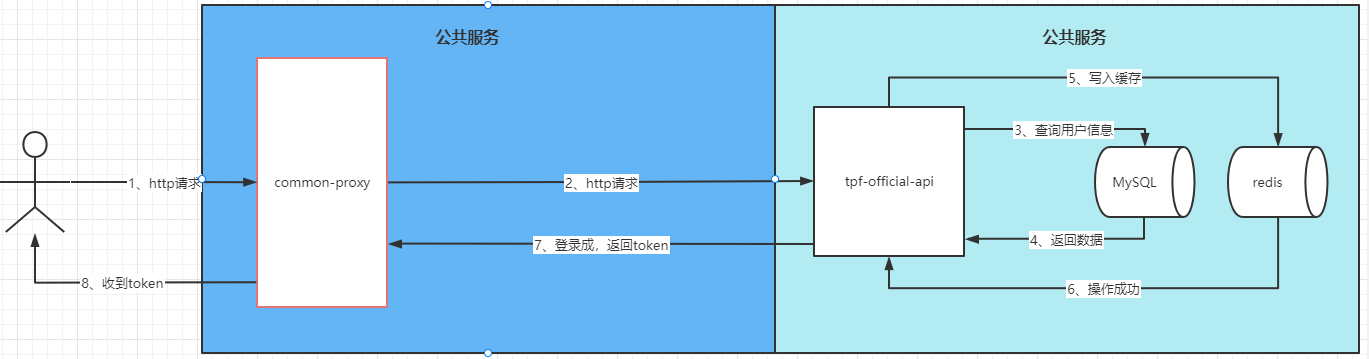 公共服务
公共服务
5、写入缓存
3、查询用户信息
1、http请求
common-proxy
2、http请求
tpf-official-api
MySQL
redis
7、登录成，返回token
4、返回数据
8、收到token
6、操作成功